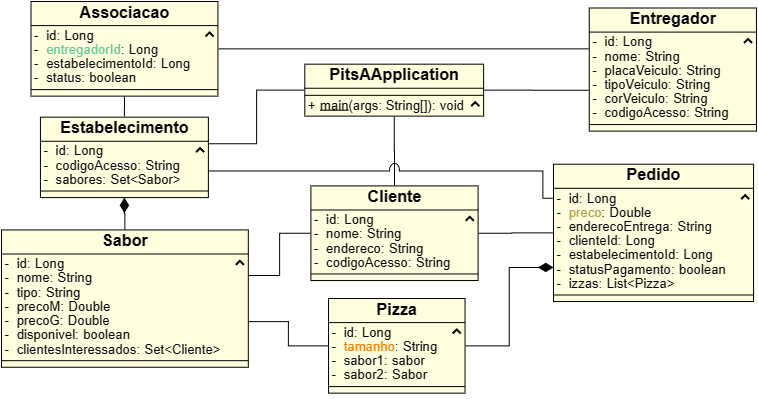 Associacao
- id: Long
- entregadorId: Long
- estabelecimentoId: Long
- status: boolean
Entregador
- id: Long
- nome: String
- placaVeiculo: String
- tipoVeiculo: String
- corVeiculo: String
- codigoAcesso: String
PitsAApplication
+ main(args: String[]): void
Estabelecimento
- id: Long
- codigoAcesso: String
- sabores: Set<Sabor>
Pedido
- id: Long
- preco: Double
- enderecoEntrega: String
- clienteId: Long
- estabelecimentoId: Long
- statusPagamento: boolean
- izzas: List<Pizza>
Cliente
- id: Long
- nome: String
- endereco: String
- codigoAcesso: String
Sabor
- id: Long
- nome: String
- tipo: String
- precoM: Double
- precoG: Double
- disponivel: boolean
- clientesInteressados: Set<Cliente>
Pizza
- id: Long
- tamanho: String
- sabor1: sabor
- sabor2: Sabor